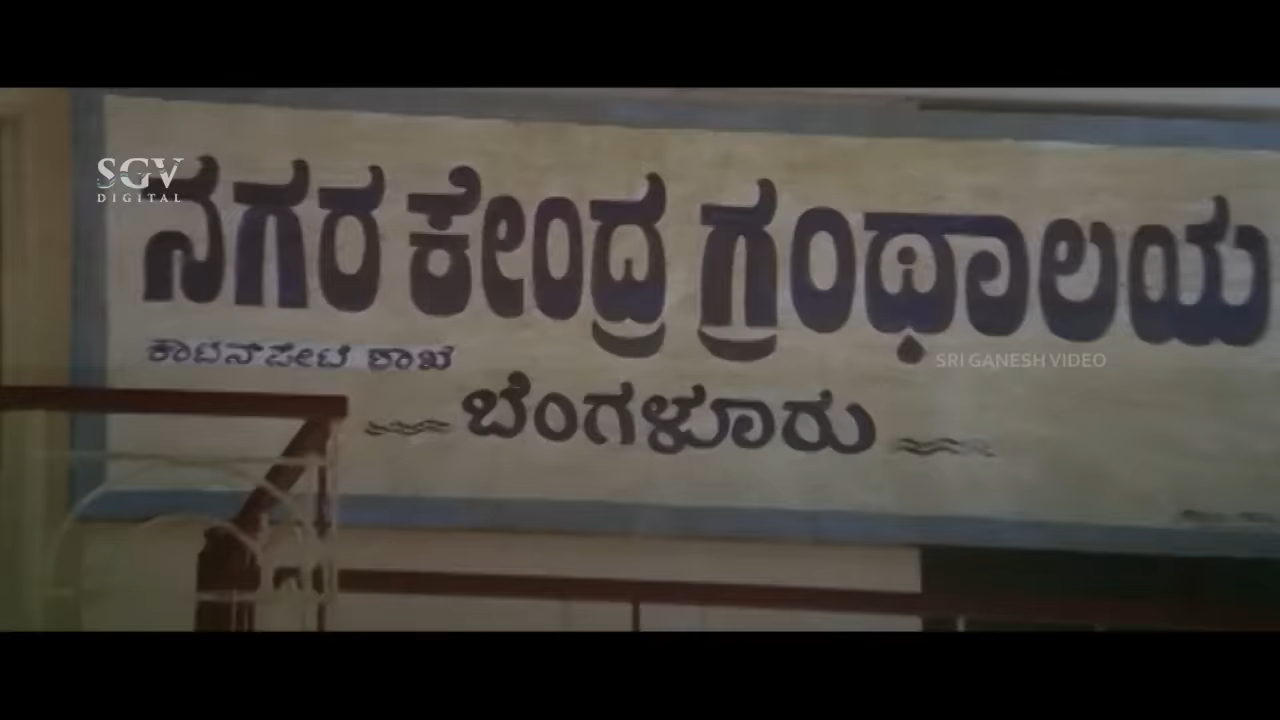 SGV
DIGITAL
ನಗರ ಕೇಂದ್ರ ಗ್ರಂಥಾಲಯ
ಕಾಟನ್‌ಪೇಟೆ ಶಾಖೆ
SRI GANESH VIDEO
ಬೆಂಗಳೂರು